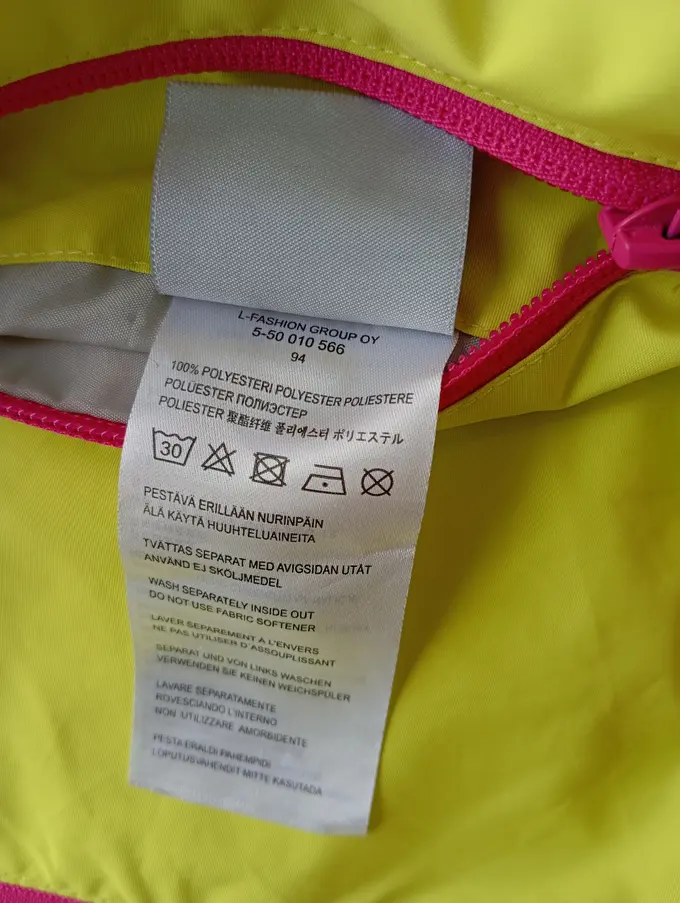 L-FASHION GROUP OY
5-50 010 566
94
100% POLYESTERI POLYESTER POLIESTERE
POLÜESTER ПОЛИЭСТЕР
POLIESTER 聚酯纤维 폴리에스터 ポリエステル
30
PESTÄVÄ ERILLÄÄN NURINPÄIN
ÄLÄ KÄYTÄ HUUHTELUAINEITA
TVÄTTAS SEPARAT MED AVIGSIDAN UTÅT
ANVÄND EJ SKÖLJMEDEL
WASH SEPARATELY INSIDE OUT
DO NOT USE FABRIC SOFTENER
LAVER SEPAREMENT A L'ENVERS
NE PAS UTILISER D'ASSOUPLISSANT
SEPARAT UND VON LINKS WASCHEN
VERWENDEN SIE KEINEN WEICHSPÜLER
LAVARE SEPARATAMENTE
ROVESCIANDO L'INTERNO
NON UTILIZZARE AMORBIDENTE
PESTA ERALDI PAHEMPIDI
LOPUTUSVAHENDIT MITTE KASUTADA